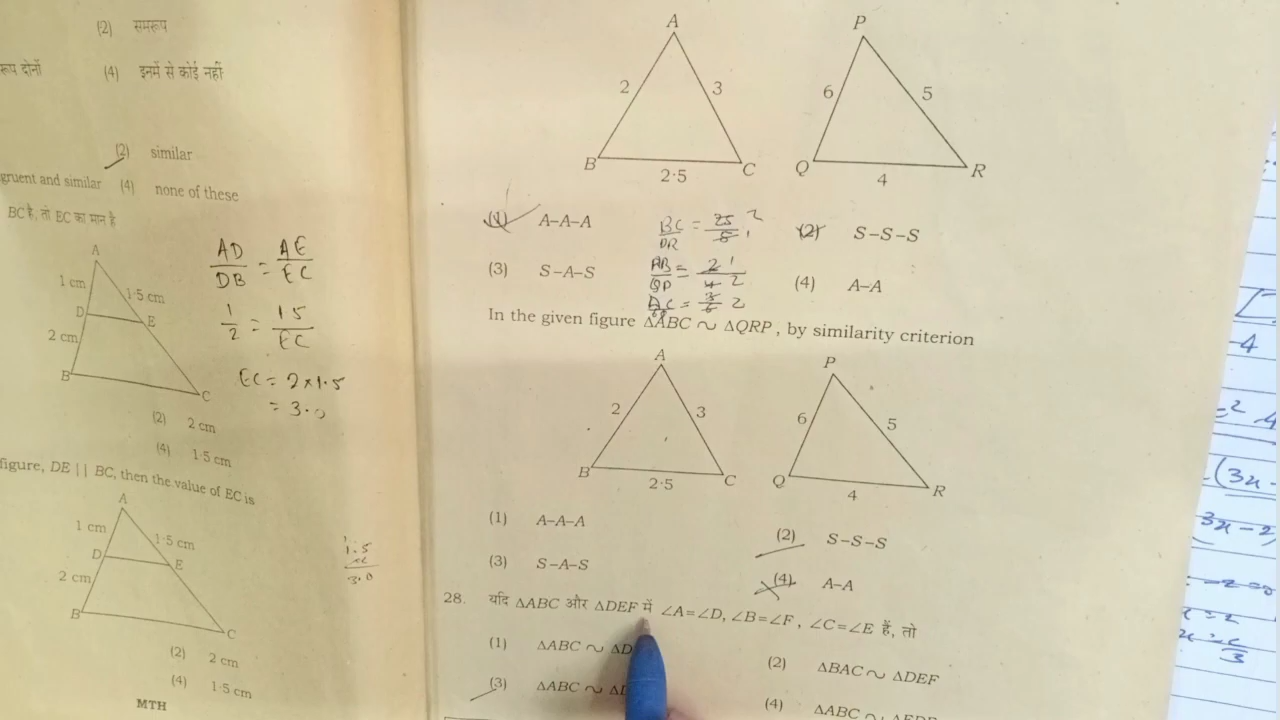 (2) समरूप
रूप दोनों (4) इनमें से कोई नहीं
(2) similar
gruent and similar (4) none of these
BC है, तो EC का मान है
A
1 cm
1·5 cm
D
E
2 cm
B
C
AD/DB = AE/EC
1/2 = 15/EC
EC = 2×1.5
= 3.0
(2) 2 cm
(4) 1·5 cm
figure, DE || BC, then the value of EC is
A
1 cm
1·5 cm
D
E
2 cm
B
C
1.5
3.0
(2) 2 cm
(4) 1·5 cm
MTH
A
2
3
B
C
2·5
P
6
5
Q
R
4
(1) A–A–A
(2) S–S–S
(3) S–A–S
(4) A–A
In the given figure ΔABC ∼ ΔQRP, by similarity criterion
A
2
3
B
C
2·5
P
6
5
Q
R
4
(1) A–A–A
(2) S–S–S
(3) S–A–S
(4) A–A
28. यदि ΔABC और ΔDEF में ∠A=∠D, ∠B=∠F, ∠C=∠E हैं, तो
(1) ΔABC ∼ ΔD
(2) ΔBAC ∼ ΔDEF
(3) ΔABC ∼
(4) ΔABC ∼